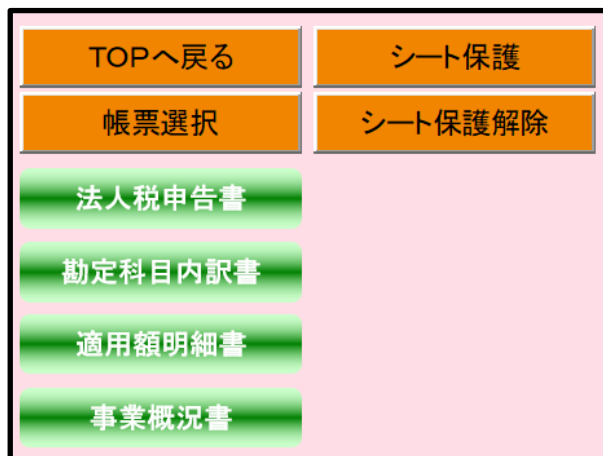 TOPへ戻る
シート保護
帳票選択
シート保護解除
法人税申告書
勘定科目内訳書
適用額明細書
事業概況書